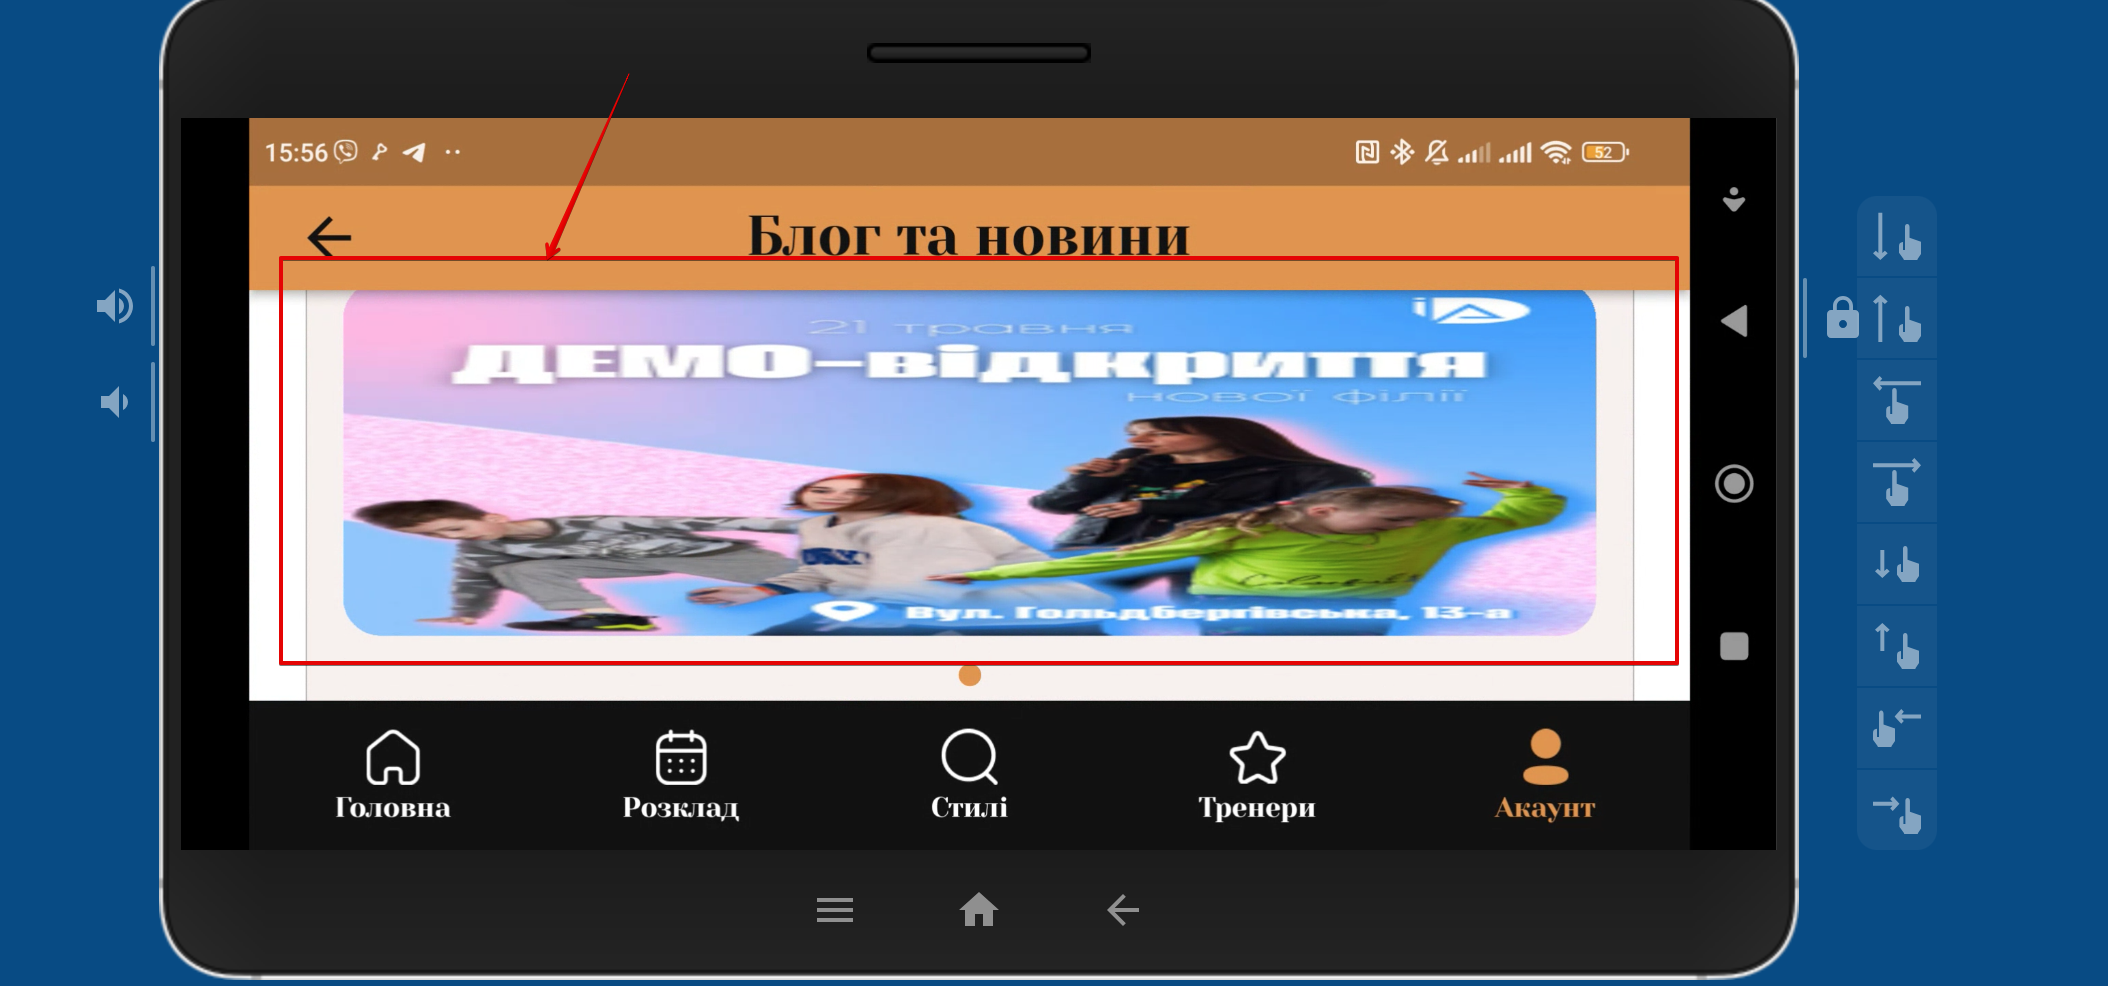 15:56
52
Блог та новини
21 травня
ДЕМО-відкриття
нової філії
Вул. Гольдбергівська, 13-а
Головна
Розклад
Стилі
Тренери
Акаунт